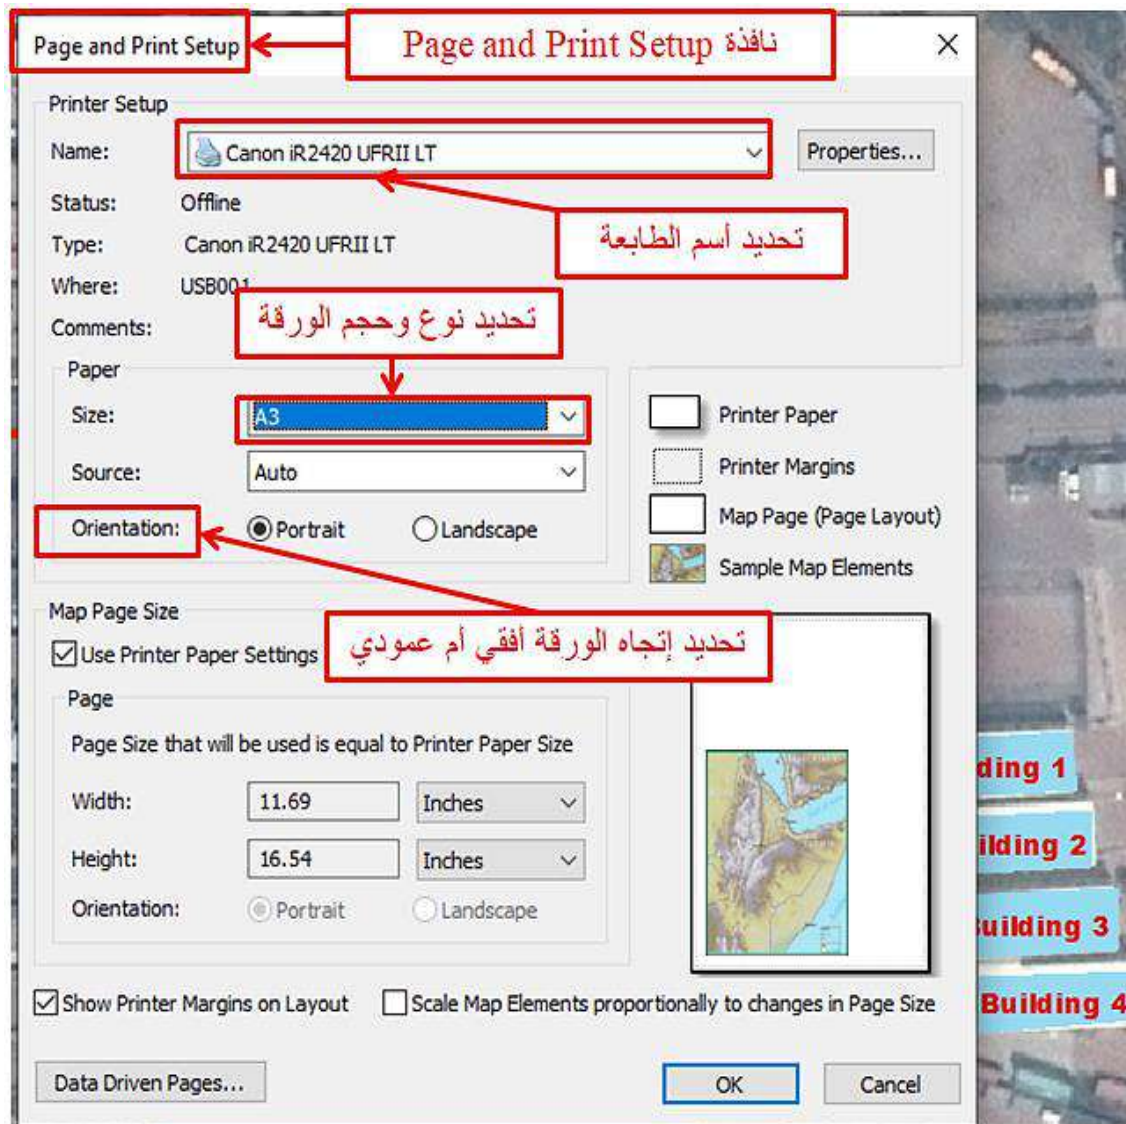 Page and Print Setup
نافذة Page and Print Setup
Printer Setup
Name: Canon iR2420 UFRII LT Properties...
Status: Offline
تحديد أسم الطابعة
Type: Canon iR2420 UFRII LT
Where: USB001
تحديد نوع وحجم الورقة
Comments:
Paper
Size: A3
Source: Auto
Orientation: Portrait Landscape
Printer Paper
Printer Margins
Map Page (Page Layout)
Sample Map Elements
Map Page Size
تحديد إتجاه الورقة أفقي أم عمودي
Use Printer Paper Settings
Page
Page Size that will be used is equal to Printer Paper Size
Width: 11.69 Inches
Height: 16.54 Inches
Orientation: Portrait Landscape
Show Printer Margins on Layout Scale Map Elements proportionally to changes in Page Size
Data Driven Pages... OK Cancel
ding 1
ilding 2
uilding 3
Building 4